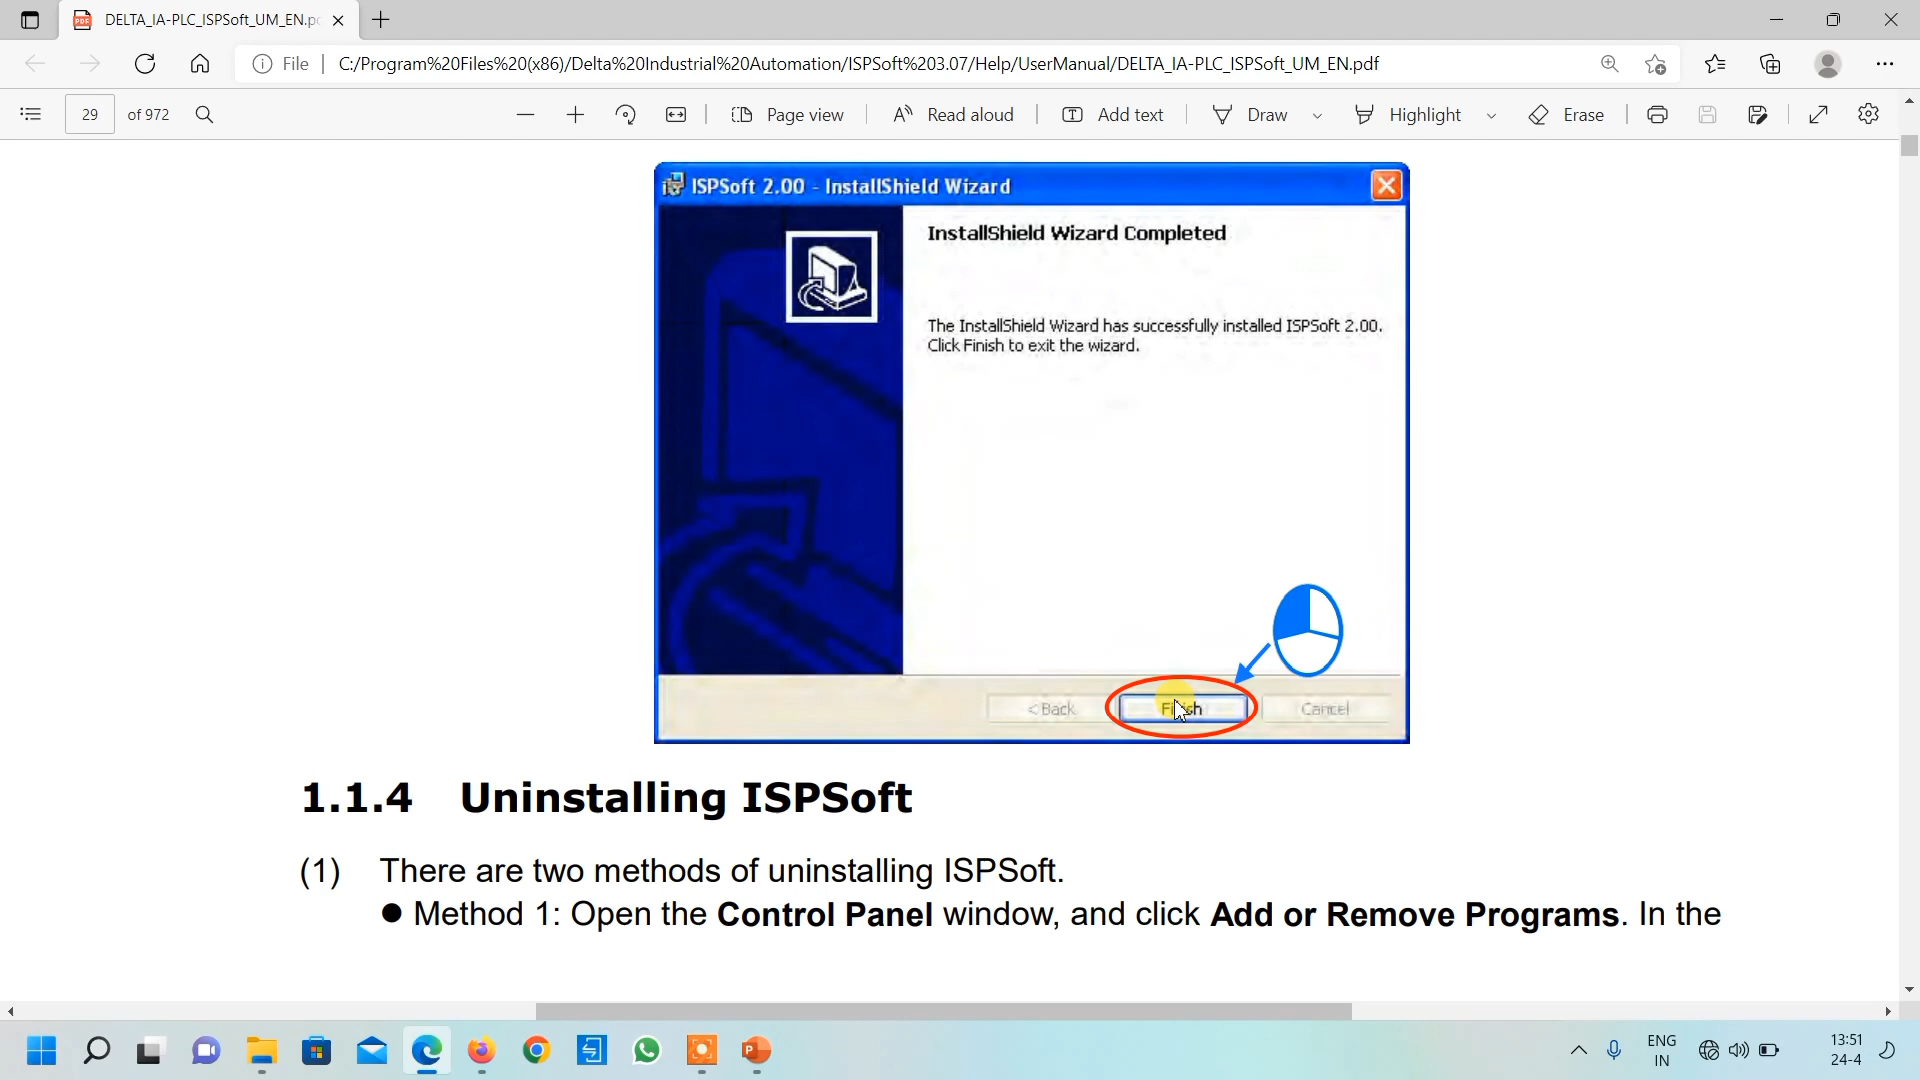 DELTA_IA-PLC_ISPSoft_UM_EN.p
File | C:/Program%20Files%20(x86)/Delta%20Industrial%20Automation/ISPSoft%203.07/Help/UserManual/DELTA_IA-PLC_ISPSoft_UM_EN.pdf
29 of 972 Page view Read aloud Add text Draw Highlight Erase
ISPSoft 2.00 - InstallShield Wizard
InstallShield Wizard Completed
The InstallShield Wizard has successfully installed ISPSoft 2.00.
Click Finish to exit the wizard.
< Back Finish Cancel
1.1.4 Uninstalling ISPSoft
(1) There are two methods of uninstalling ISPSoft.
● Method 1: Open the Control Panel window, and click Add or Remove Programs. In the
ENG
IN
13:51
24-4